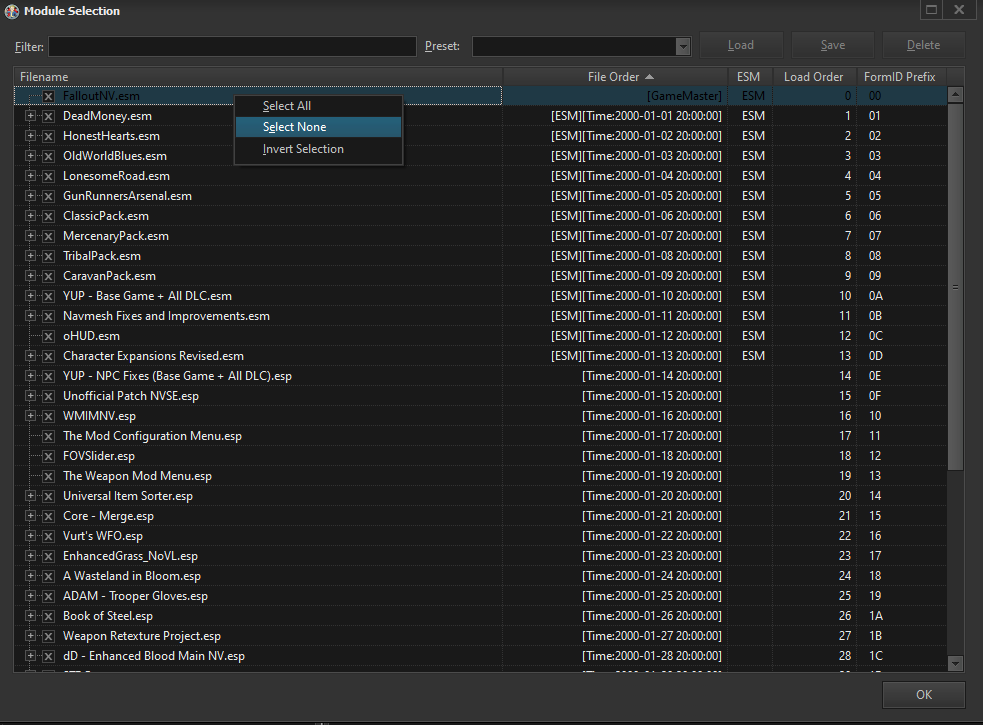 Module Selection
Filter: Preset: Load Save Delete
Filename File Order ESM Load Order FormID Prefix
FalloutNV.esm [GameMaster] ESM 0 00
Select All
Select None
Invert Selection
DeadMoney.esm [ESM][Time:2000-01-01 20:00:00] ESM 1 01
HonestHearts.esm [ESM][Time:2000-01-02 20:00:00] ESM 2 02
OldWorldBlues.esm [ESM][Time:2000-01-03 20:00:00] ESM 3 03
LonesomeRoad.esm [ESM][Time:2000-01-04 20:00:00] ESM 4 04
GunRunnersArsenal.esm [ESM][Time:2000-01-05 20:00:00] ESM 5 05
ClassicPack.esm [ESM][Time:2000-01-06 20:00:00] ESM 6 06
MercenaryPack.esm [ESM][Time:2000-01-07 20:00:00] ESM 7 07
TribalPack.esm [ESM][Time:2000-01-08 20:00:00] ESM 8 08
CaravanPack.esm [ESM][Time:2000-01-09 20:00:00] ESM 9 09
YUP - Base Game + All DLC.esm [ESM][Time:2000-01-10 20:00:00] ESM 10 0A
Navmesh Fixes and Improvements.esm [ESM][Time:2000-01-11 20:00:00] ESM 11 0B
oHUD.esm [ESM][Time:2000-01-12 20:00:00] ESM 12 0C
Character Expansions Revised.esm [ESM][Time:2000-01-13 20:00:00] ESM 13 0D
YUP - NPC Fixes (Base Game + All DLC).esp [Time:2000-01-14 20:00:00] 14 0E
Unofficial Patch NVSE.esp [Time:2000-01-15 20:00:00] 15 0F
WMIMNV.esp [Time:2000-01-16 20:00:00] 16 10
The Mod Configuration Menu.esp [Time:2000-01-17 20:00:00] 17 11
FOVSlider.esp [Time:2000-01-18 20:00:00] 18 12
The Weapon Mod Menu.esp [Time:2000-01-19 20:00:00] 19 13
Universal Item Sorter.esp [Time:2000-01-20 20:00:00] 20 14
Core - Merge.esp [Time:2000-01-21 20:00:00] 21 15
Vurt's WFO.esp [Time:2000-01-22 20:00:00] 22 16
EnhancedGrass_NoVL.esp [Time:2000-01-23 20:00:00] 23 17
A Wasteland in Bloom.esp [Time:2000-01-24 20:00:00] 24 18
ADAM - Trooper Gloves.esp [Time:2000-01-25 20:00:00] 25 19
Book of Steel.esp [Time:2000-01-26 20:00:00] 26 1A
Weapon Retexture Project.esp [Time:2000-01-27 20:00:00] 27 1B
dD - Enhanced Blood Main NV.esp [Time:2000-01-28 20:00:00] 28 1C
OK